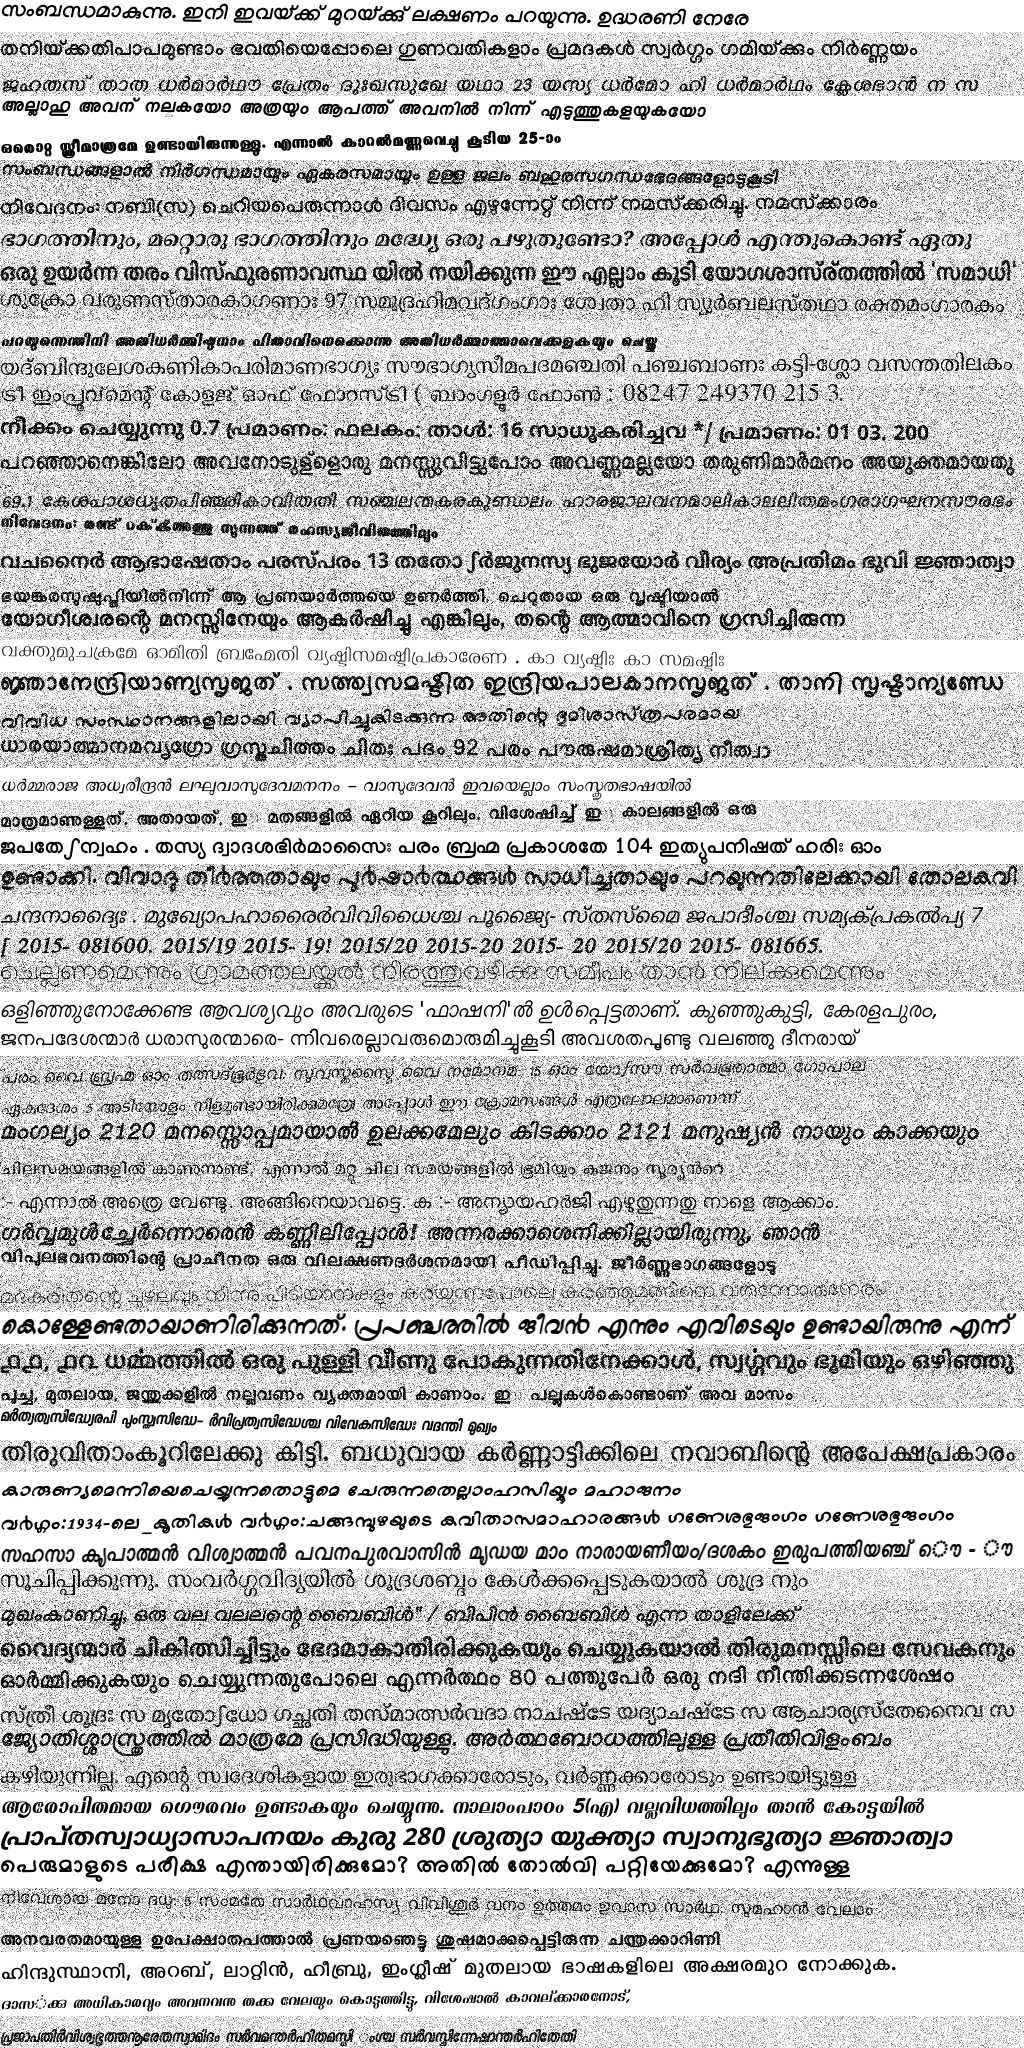 സംബന്ധമാകുന്നു. ഇനി ഇവയ്ക്ക് മുറയ്ക്കു് ലക്ഷണം പറയുന്നു. ഉദ്ധരണി നേരേ
തനിയ്ക്കതിപാപമുണ്ടാം ഭവതിയെപ്പോലെ ഗുണവതികളാം പ്രമദകൾ സ്വർഗ്ഗം ഗമിയ്ക്കും നിർണ്ണയം
ജഹതസ് താത ധർമാർഥൗ പ്രേതം ദുഃഖസുഖേ യഥാ 23 യസ്യ ധർമോ ഹി ധർമാർഥം ക്ലേശഭാൻ ന സ
അല്ലാഹു അവന് നല്കുകയോ അത്രയും ആപത്ത് അവനിൽ നിന്ന് എടുത്തുകളയുകയോ
ഒരൊറ്റ സ്ത്രീമാത്രമേ ഉണ്ടായിരുന്നുള്ളു. എന്നാൽ കാറൽമണ്ണവെച്ചു കൂടിയ 25-ാം
സംബന്ധങ്ങളാൽ നിർഗന്ധമായും ഏകരസമായും ഉള്ള ജലം ബഹുരസഗന്ധഭേദങ്ങളോടുകൂടി
നിവേദനം: നബി(സ) ചെറിയപെരുന്നാൾ ദിവസം എഴുന്നേറ്റ് നിന്ന് നമസ്ക്കരിച്ചു. നമസ്ക്കാരം
ഭാഗത്തിനും, മറ്റൊരു ഭാഗത്തിനും മദ്ധ്യേ ഒരു പഴുതുണ്ടോ? അപ്പോൾ എന്തുകൊണ്ട് ഏതു
ഒരു ഉയർന്ന തരം വിസ്ഫുരണാവസ്ഥ യിൽ നയിക്കുന്ന ഈ എല്ലാം കൂടി യോഗശാസ്ര്തത്തിൽ 'സമാധി'
ശുക്രോ വരുണസ്താരകാഗണാഃ 97 സമുദ്രഹിമവദ്ഗംഗാഃ ശ്വേതാ ഹി സ്യുർബലസ്തഥാ രക്തമംഗാരകം
പറയുന്നെന്തിനി അതിധർമ്മിഷ്ഠനാം പിതാവിനെക്കൊന്നു അതിധർമ്മാത്മാവെക്കളകയും ചെയ്തു
യദ്ബിന്ദുലേശകണികാപരിമാണഭാഗ്യഃ സൗഭാഗ്യസീമപദമഞ്ചതി പഞ്ചബാണഃ കട്ടി-ശ്ലോ വസന്തതിലകം
ട്രീ ഇംപ്രൂവ്മെന്റ് കോളജ് ഓഫ് ഫോറസ്ട്രി ( ബാംഗളൂർ ഫോൺ : 08247 249370 215 3.
നീക്കം ചെയ്യുന്നു 0.7 പ്രമാണം: ഫലകം: താൾ: 16 സാധൂകരിച്ചവ */ പ്രമാണം: 01 03. 200
പറഞ്ഞാനെങ്കിലോ അവനോടുള്ളൊരു മനസ്സുവിട്ടുപോം അവണ്ണമല്ലയോ തരുണിമാർമനം അയുക്തമായതു
69.1 കേശപാശധൃതപിഞ്ഛരികാവിതതി സഞ്ചലന്മകരകുണ്ഡലം ഹാരജാലവനമാലികാലലിതമംഗരാഗഘനസൗരഭം
നിവേദനം: രണ്ട് റക്ക്അത്തു സുന്നത്ത് രഹസ്യജീവിതത്തിലും
വചനൈർ ആഭാഷേതാം പരസ്പരം 13 തതോ ഽർജുനസ്യ ഭുജയോർ വീര്യം അപ്രതിമം ഭുവി ജ്ഞാത്വാ
ഭയങ്കരസുഷുപ്തിയിൽനിന്ന് ആ പ്രണയാർത്തയെ ഉണർത്തി. ചെറുതായ ഒരു വൃഷ്ടിയാൽ
യോഗീശ്വരന്റെ മനസ്സിനേയും ആകർഷിച്ചു എങ്കിലും, തന്റെ ആത്മാവിനെ ഗ്രസിച്ചിരുന്ന
വക്തുമുചക്രമേ ഓമിതി ബ്രഹ്മേതി വ്യഷ്ടിസമഷ്ടിപ്രകാരേണ . കാ വ്യഷ്ടിഃ കാ സമഷ്ടിഃ
ജ്ഞാനേന്ദ്രിയാണ്യസൃജത് . സത്ത്വസമഷ്ടിത ഇന്ദ്രിയപാലകാനസൃജത് . താനി സൃഷ്ടാന്യണ്ഡേ
വിവിധ സംസ്ഥാനങ്ങളിലായി വ്യാപിച്ചുകിടക്കുന്ന അതിന്റെ ഭൂമിശാസ്ത്രപരമായ
ധാരയാത്മാനമവ്യഗ്രോ ഗ്രസ്തചിത്തം ചിതഃ പദം 92 പരം പൗരുഷമാശ്രിത്യ നീത്വാ
ധർമ്മരാജ അധ്വരീന്ദ്രൻ ലഘുവാസുദേവമനനം – വാസുദേവൻ ഇവയെല്ലാം സംസ്കൃതഭാഷയിൽ
മാത്രമാണുള്ളത്. അതായത്, ഇൗ മതങ്ങളിൽ ഏറിയ കൂറിലും, വിശേഷിച്ച് ഇൗ കാലങ്ങളിൽ ഒരു
ജപതേഽന്വഹം . തസ്യ ദ്വാദശഭിർമാസൈഃ പരം ബ്രഹ്മ പ്രകാശതേ 104 ഇത്യുപനിഷത് ഹരിഃ ഓം
ഉണ്ടാക്കി. വിവാദൃ തീർത്തതായും പൂർഷാർത്ഥങ്ങൾ സാധിച്ചതായും പറയുന്നതിലേക്കായി തോലകവി
ചന്ദനാദ്യൈഃ . മുഖ്യോപഹാരൈർവിവിധൈശ്ച പൂജ്യൈ- സ്തസ്മൈ ജപാദീംശ്ച സമ്യക്പ്രകൽപ്യ 7
[ 2015- 081600. 2015/19 2015- 19! 2015/20 2015-20 2015- 20 2015/20 2015- 081665.
ചെല്ലണമെന്നും ഗ്രാമത്തലയ്ക്കൽ നിരത്തുവഴിക്കു സമീപം താൻ നില്ക്കുമെന്നും
ഒളിഞ്ഞുനോക്കേണ്ട ആവശ്യവും അവരുടെ 'ഫാഷനി'ൽ ഉൾപ്പെട്ടതാണ്. കുഞ്ഞുകുട്ടി, കേരളപുരം,
ജനപദേശന്മാർ ധരാസുരന്മാരെ- ന്നിവരെല്ലാവരുമൊരുമിച്ചുകൂടി അവശതപൂണ്ടു വലഞ്ഞു ദീനരായ്
പരം വൈ ബ്രഹ്മ ഓം തത്സദ്ഭൂർഭുവഃ സുവസ്തസ്മൈ വൈ നമോനമഃ 15 ഓം യോഽസൗ സർവഭൂതാത്മാ ഗോപാല
ഏകദേശം 5 അടിയോളം നീളമുണ്ടായിരിക്കുമത്രേ അപ്പോൾ ഈ ക്രോമസങ്ങൾ എത്രലോലമാണെന്ന്
മംഗല്യം 2120 മനസ്സൊപ്പമായാൽ ഉലക്കമേലും കിടക്കാം 2121 മനുഷ്യൻ നായും കാക്കയും
ചിലസമയങ്ങളിൽ കാണുന്നുണ്ട്, എന്നാൽ മറ്റു ചില സമയങ്ങളിൽ ഭൂമിയും കുജനും സൂര്യൻറെ
:- എന്നാൽ അത്രെ വേണ്ടു. അങ്ങിനെയാവട്ടെ. ക :- അന്യായഹർജി എഴുതുന്നതു നാളെ ആക്കാം.
ഗർവ്വമുൾച്ചേർന്നൊരെൻ കണ്ണിലിപ്പോൾ! അന്നരക്കാശെനിക്കില്ലായിരുന്നു, ഞാൻ
വിപുലഭവനത്തിന്റെ പ്രാചീനത ഒരു വിലക്ഷണദർശനമായി പീഡിപ്പിച്ചു. ജീർണ്ണഭാഗങ്ങളോടു
കൊള്ളേണ്ടതായാണിരിക്കുന്നത്. പ്രപഞ്ചത്തിൽ ജീവൻ എന്നും എവിടെയും ഉണ്ടായിരുന്നു എന്ന്
൧൧, ൧൨ ധൎമ്മത്തിൽ ഒരു പുള്ളി വീണു പോകുന്നതിനേക്കാൾ, സ്വൎഗ്ഗവും ഭൂമിയും ഒഴിഞ്ഞു
പൂച്ച, മുതലായ, ജന്തുക്കളിൽ നല്ലവണം വ്യക്തമായി കാണാം. ഇൗ പല്ലുകൾകൊണ്ടാണ് അവ മാസം
മർത്യത്വസിദ്ധ്വേരപി പുംസ്ത്വസിദ്ധേ– ർവിപ്രത്വസിദ്ധേശ്ച വിവേകസിദ്ധേഃ വദന്തി മുഖ്യം
തിരുവിതാംകൂറിലേക്കു കിട്ടി. ബധുവായ കർണ്ണാട്ടിക്കിലെ നവാബിന്റെ അപേക്ഷപ്രകാരം
കാരുണ്യമെന്നിയെചെയ്യുന്നതൊട്ടുമെ ചേരുന്നതെല്ലാംഹസിയ്ക്കും മഹാജനം
വർഗ്ഗം:1934-ലെ_കൃതികൾ വർഗ്ഗം:ചങ്ങമ്പുഴയുടെ കവിതാസമാഹാരങ്ങൾ ഗണേശഭുജംഗം ഗണേശഭുജംഗം
സഹസാ കൃപാത്മൻ വിശ്വാത്മൻ പവനപുരവാസിൻ മൃഡയ മാം നാരായണീയം/ദശകം ഇരുപത്തിയഞ്ച് ൌ - ൗ
സൂചിപ്പിക്കുന്നു. സംവർഗ്ഗവിദ്യയിൽ ശൂദ്രശബ്ദം കേൾക്കപ്പെടുകയാൽ ശൂദ്ര നും
മുഖംകാണിച്ചു, ഒരു വല വലലന്റെ ബൈബിൾ" / ബിപിൻ ബൈബിൾ എന്ന താളിലേക്ക്
വൈദ്യന്മാർ ചികിത്സിച്ചിട്ടും ഭേദമാകാതിരിക്കുകയും ചെയ്യുകയാൽ തിരുമനസ്സിലെ സേവകനും
ഓർമ്മിക്കുകയും ചെയ്യുന്നതുപോലെ എന്നർത്ഥം 80 പത്തുപേർ ഒരു നദി നീന്തിക്കടന്നശേഷം
സ്ത്രീ ശൂദ്രഃ സ മൃതോഽധോ ഗച്ഛതി തസ്മാത്സർവദാ നാചഷ്ടേ യദ്യാചഷ്ടേ സ ആചാര്യസ്തേനൈവ സ
ജ്യോതിശ്ശാസ്ത്രത്തിൽ മാത്രമേ പ്രസിദ്ധിയുള്ളു. അർത്ഥബോധത്തിലുള്ള പ്രതീതിവിളംബം
കഴിയുന്നില്ല. എന്റെ സ്വദേശികളായ ഇരുഭാഗക്കാരോടും, വർണ്ണക്കാരോടും ഉണ്ടായിട്ടുള്ള
ആരോപിതമായ ഗൌരവം ഉണ്ടാകയും ചെയ്യുന്നു. നാലാംപാഠം 5(എ) വല്ലവിധത്തിലും താൻ കോട്ടയിൽ
പ്രാപ്തസ്വാധ്യാസാപനയം കുരു 280 ശ്രുത്യാ യുക്ത്യാ സ്വാനുഭൂത്യാ ജ്ഞാത്വാ
പെരുമാളുടെ പരീക്ഷ എന്തായിരിക്കുമോ? അതിൽ തോൽവി പറ്റിയേക്കുമോ? എന്നുള്ള
നിവേശായ മനോ ദധുഃ 5 സംമതേ സാർഥവാഹസ്യ വിവിശുർ വനം ഉത്തമം ഉവാസ സാർഥഃ സുമഹാൻ വേലാം
അനവരതമായുള്ള ഉപേക്ഷാതപത്താൽ പ്രണയഞെട്ടു ശുഷ്കമാക്കപ്പെട്ടിരുന്ന ചന്ദ്രക്കാറിണി
ഹിന്ദുസ്ഥാനി, അറബ്, ലാറ്റിൻ, ഹീബ്രു, ഇംഗ്ലീഷ് മുതലായ ഭാഷകളിലെ അക്ഷരമുറ നോക്കുക.
ദാസൎക്കു അധികാരവും അവനവനു തക്ക വേലയും കൊടുത്തിട്ടു, വിശേഷാൽ കാവല്ക്കാരനോട്,
പ്രജാപതിർവിശ്വഭൃത്തനൂരേതസ്വാഖിദം സർവമന്തർഹിതമസ്മി ംശ്ച സർവസ്മിന്നേഷാന്തർഹിതേതി